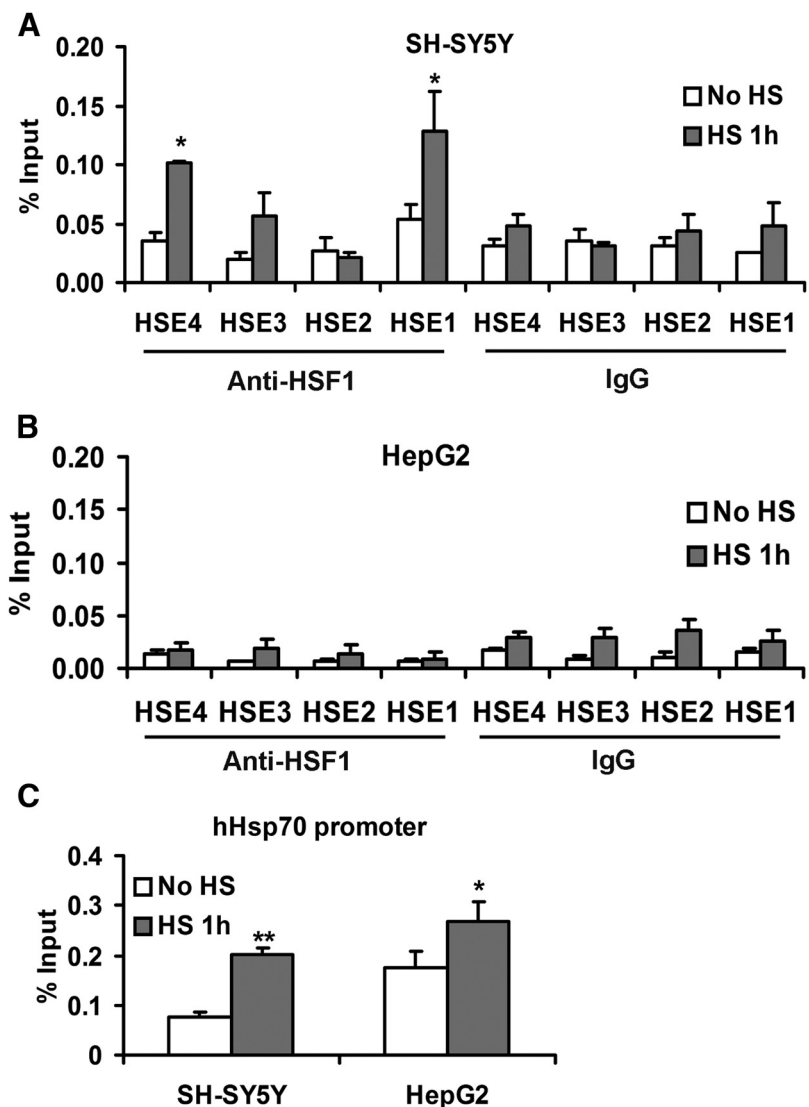 A
SH-SY5Y
0.20
0.15
0.10
0.05
0.00
% Input
*
*
No HS
HS 1h
HSE4 HSE3 HSE2 HSE1 HSE4 HSE3 HSE2 HSE1
Anti-HSF1 IgG
B
HepG2
0.20
0.15
0.10
0.05
0.00
% Input
No HS
HS 1h
HSE4 HSE3 HSE2 HSE1 HSE4 HSE3 HSE2 HSE1
Anti-HSF1 IgG
C
hHsp70 promoter
0.4
0.3
0.2
0.1
0
% Input
No HS
HS 1h
**
*
SH-SY5Y HepG2